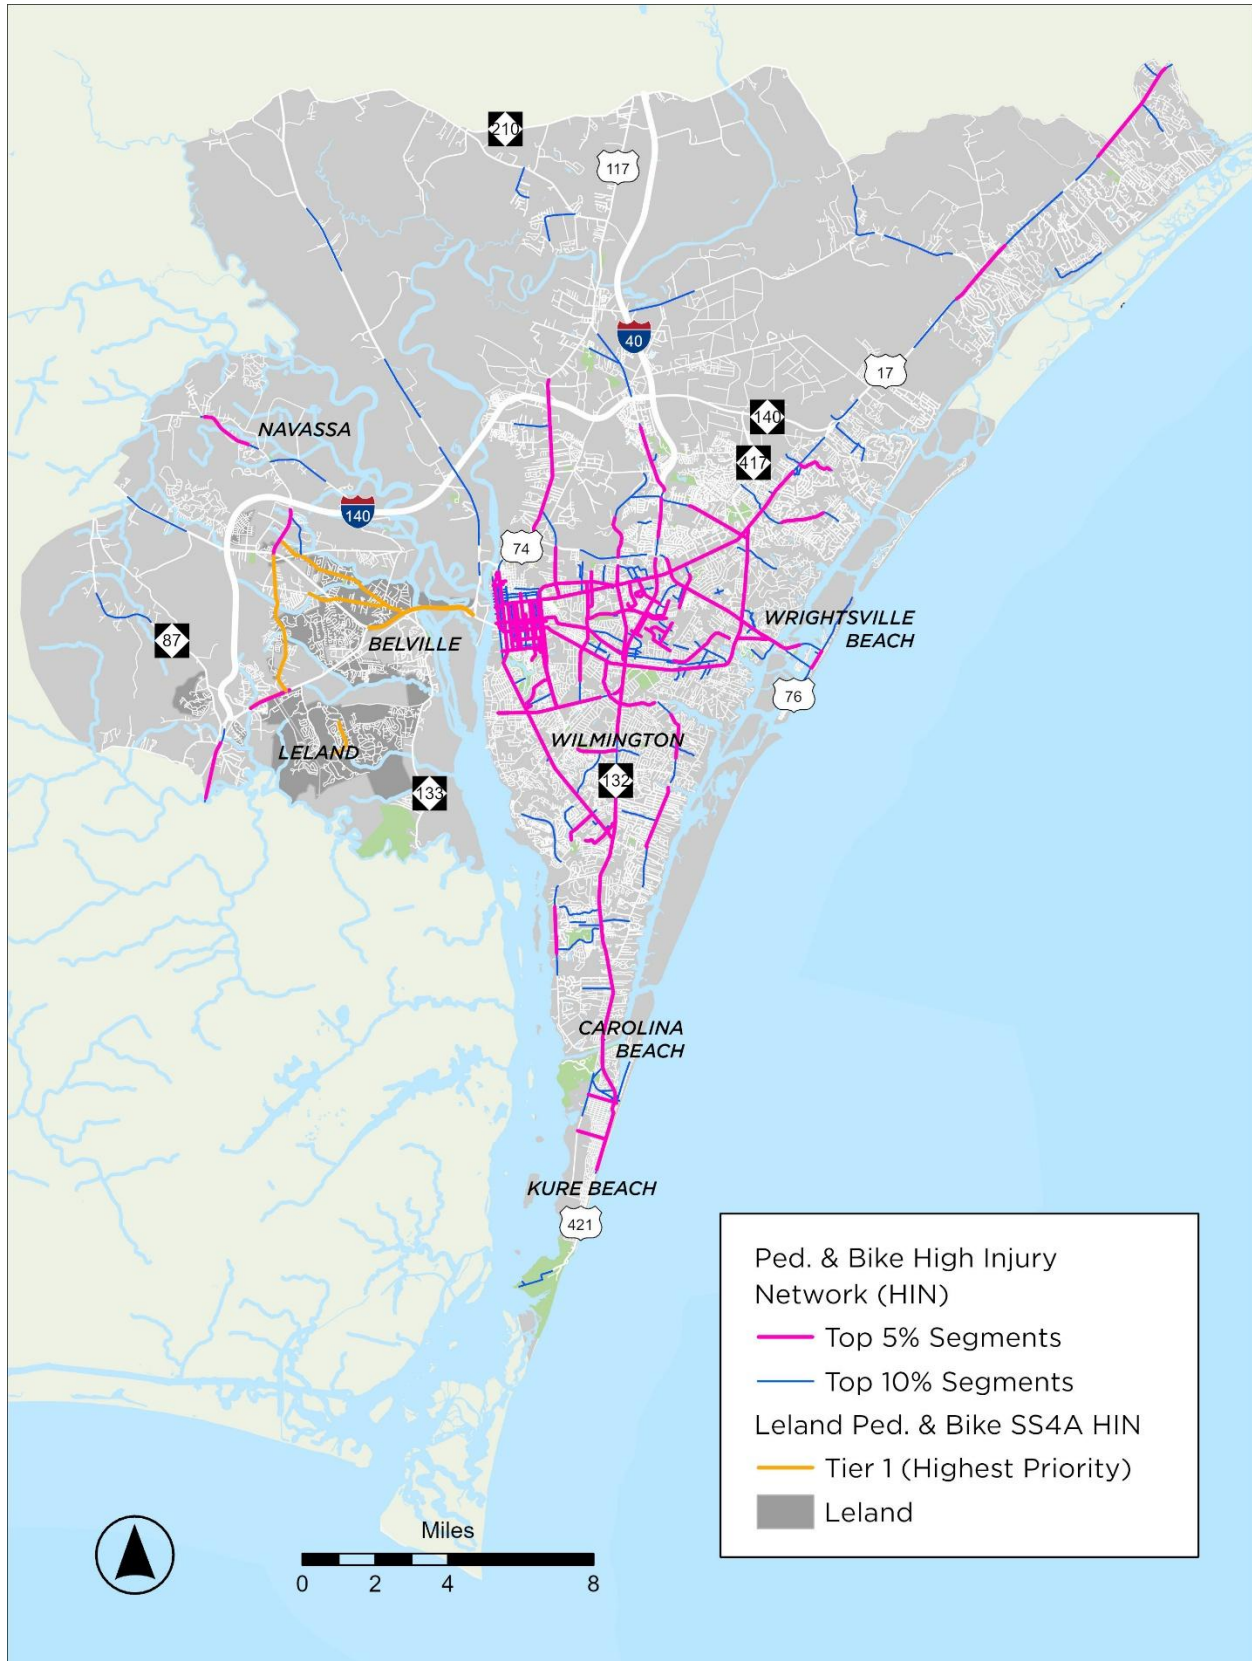 210
117
40
17
140
417
NAVASSA
140
74
WRIGHTSVILLE
BEACH
87
BELVILLE
76
WILMINGTON
LELAND
132
133
CAROLINA
BEACH
KURE BEACH
421
Ped. & Bike High Injury
Network (HIN)
Top 5% Segments
Top 10% Segments
Leland Ped. & Bike SS4A HIN
Tier 1 (Highest Priority)
Leland
Miles
0 2 4 8